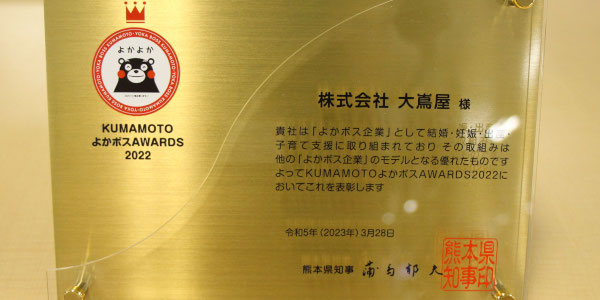 よかよか
KUMAMOTO・YOKA BOSS
KUMAMOTO
よかボスAWARDS
2022
株式会社 大嶌屋 様
貴社は「よかボス企業」として結婚・妊娠・出産・
子育て支援に取り組まれており その取組みは
他の「よかボス企業」のモデルとなる優れたものです
よってKUMAMOTOよかボスAWARDS2022に
おいてこれを表彰します
令和5年(2023年)3月28日
熊本県知事 蒲島郁夫
熊本県
知事印